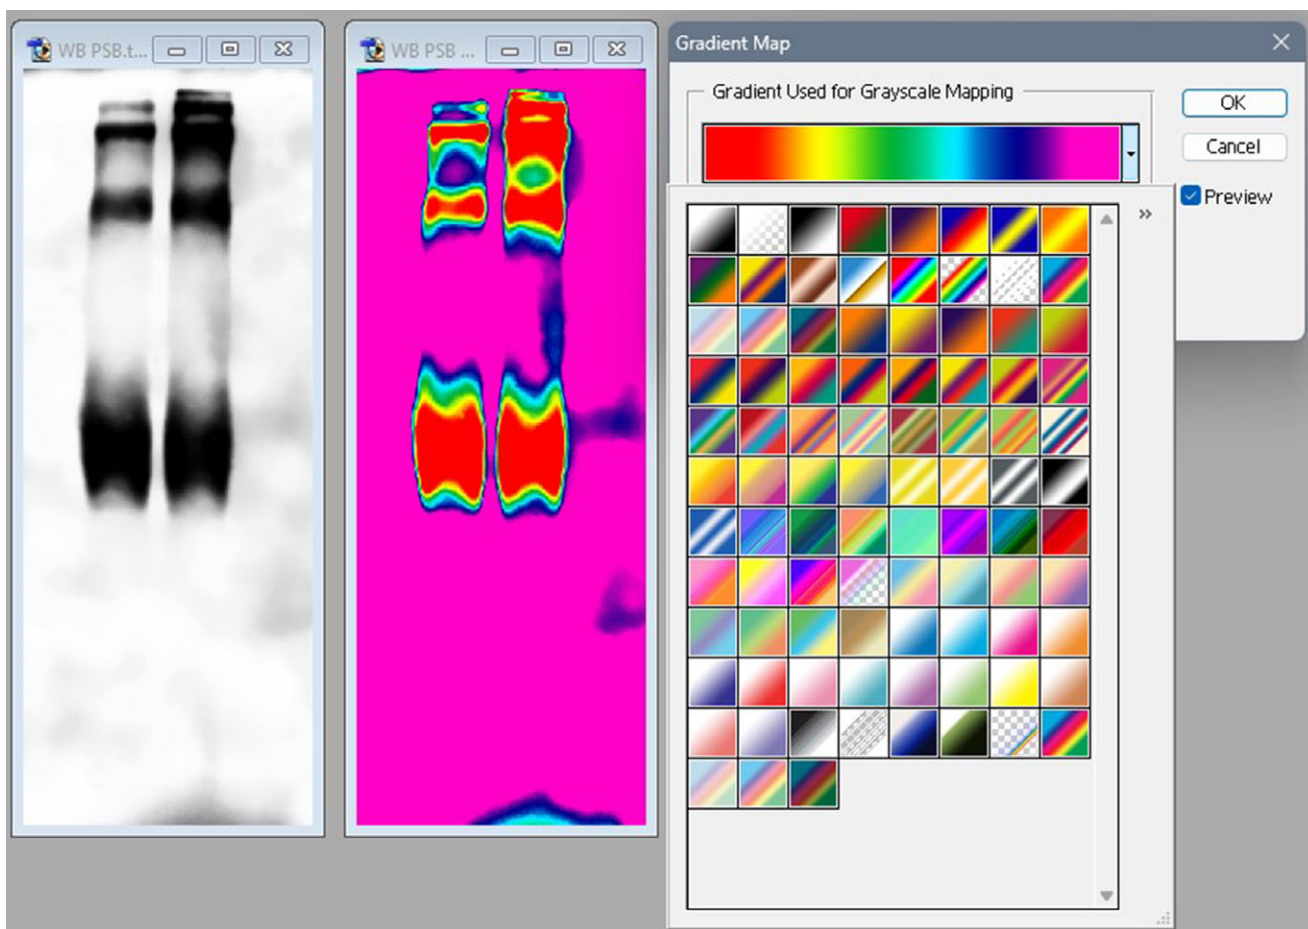 WB PSB.t...
WB PSB ...
Gradient Map
Gradient Used for Grayscale Mapping
OK
Cancel
Preview